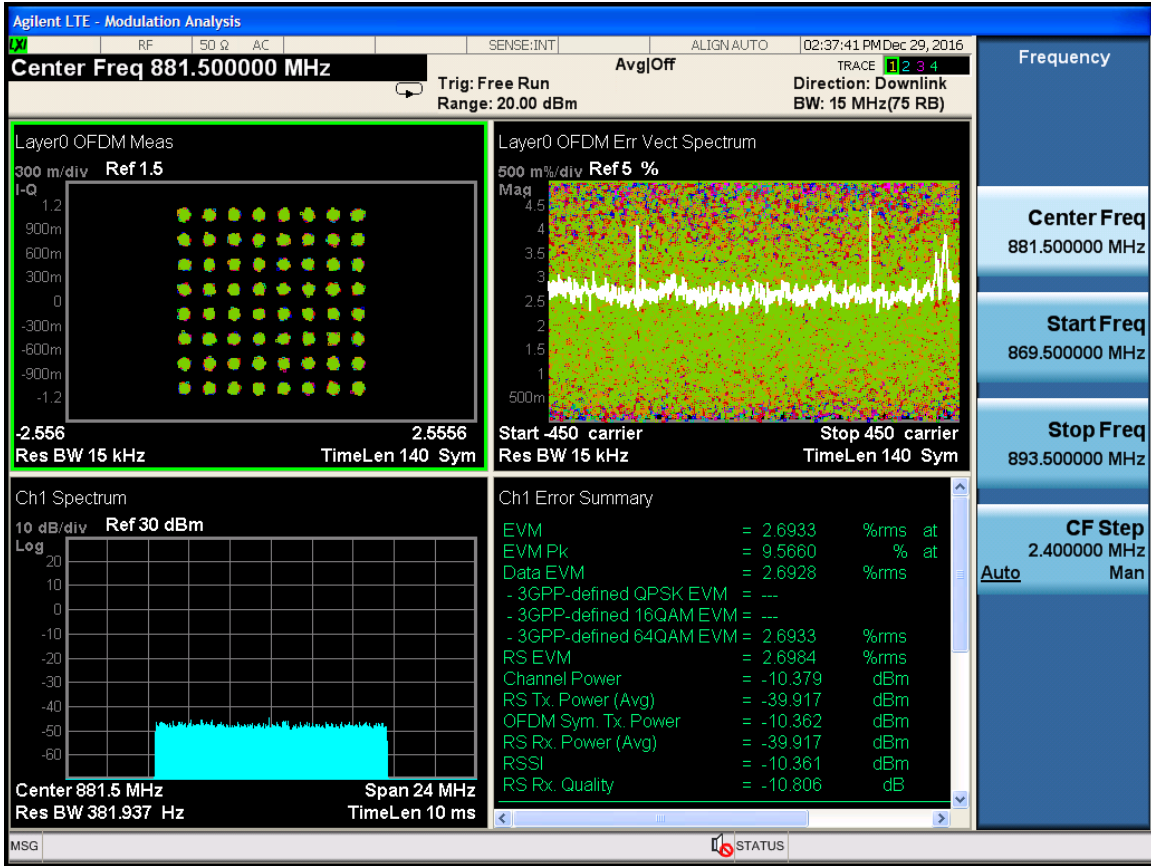 Agilent LTE - Modulation Analysis
LXI RF 50 Ω AC SENSE:INT ALIGN AUTO 02:37:41 PM Dec 29, 2016
Center Freq 881.500000 MHz
Avg|Off
TRACE 1 2 3 4
Trig: Free Run
Direction: Downlink
Range: 20.00 dBm
BW: 15 MHz(75 RB)
Layer0 OFDM Meas
300 m/div Ref 1.5
I-Q
1.2
900m
600m
300m
0
-300m
-600m
-900m
-1.2
-2.556 2.5556
Res BW 15 kHz TimeLen 140 Sym
Layer0 OFDM Err Vect Spectrum
500 m%/div Ref 5 %
Mag
4.5
4
3.5
3
2.5
2
1.5
1
500m
Start -450 carrier Stop 450 carrier
Res BW 15 kHz TimeLen 140 Sym
Ch1 Spectrum
10 dB/div Ref 30 dBm
Log
20
10
0
-10
-20
-30
-40
-50
-60
Center 881.5 MHz Span 24 MHz
Res BW 381.937 Hz TimeLen 10 ms
Ch1 Error Summary
EVM = 2.6933 %rms at
EVM Pk = 9.5660 % at
Data EVM = 2.6928 %rms
- 3GPP-defined QPSK EVM = ---
- 3GPP-defined 16QAM EVM = ---
- 3GPP-defined 64QAM EVM = 2.6933 %rms
RS EVM = 2.6984 %rms
Channel Power = -10.379 dBm
RS Tx. Power (Avg) = -39.917 dBm
OFDM Sym. Tx. Power = -10.362 dBm
RS Rx. Power (Avg) = -39.917 dBm
RSSI = -10.361 dBm
RS Rx. Quality = -10.806 dB
Frequency
Center Freq
881.500000 MHz
Start Freq
869.500000 MHz
Stop Freq
893.500000 MHz
CF Step
2.400000 MHz
Auto Man
MSG STATUS